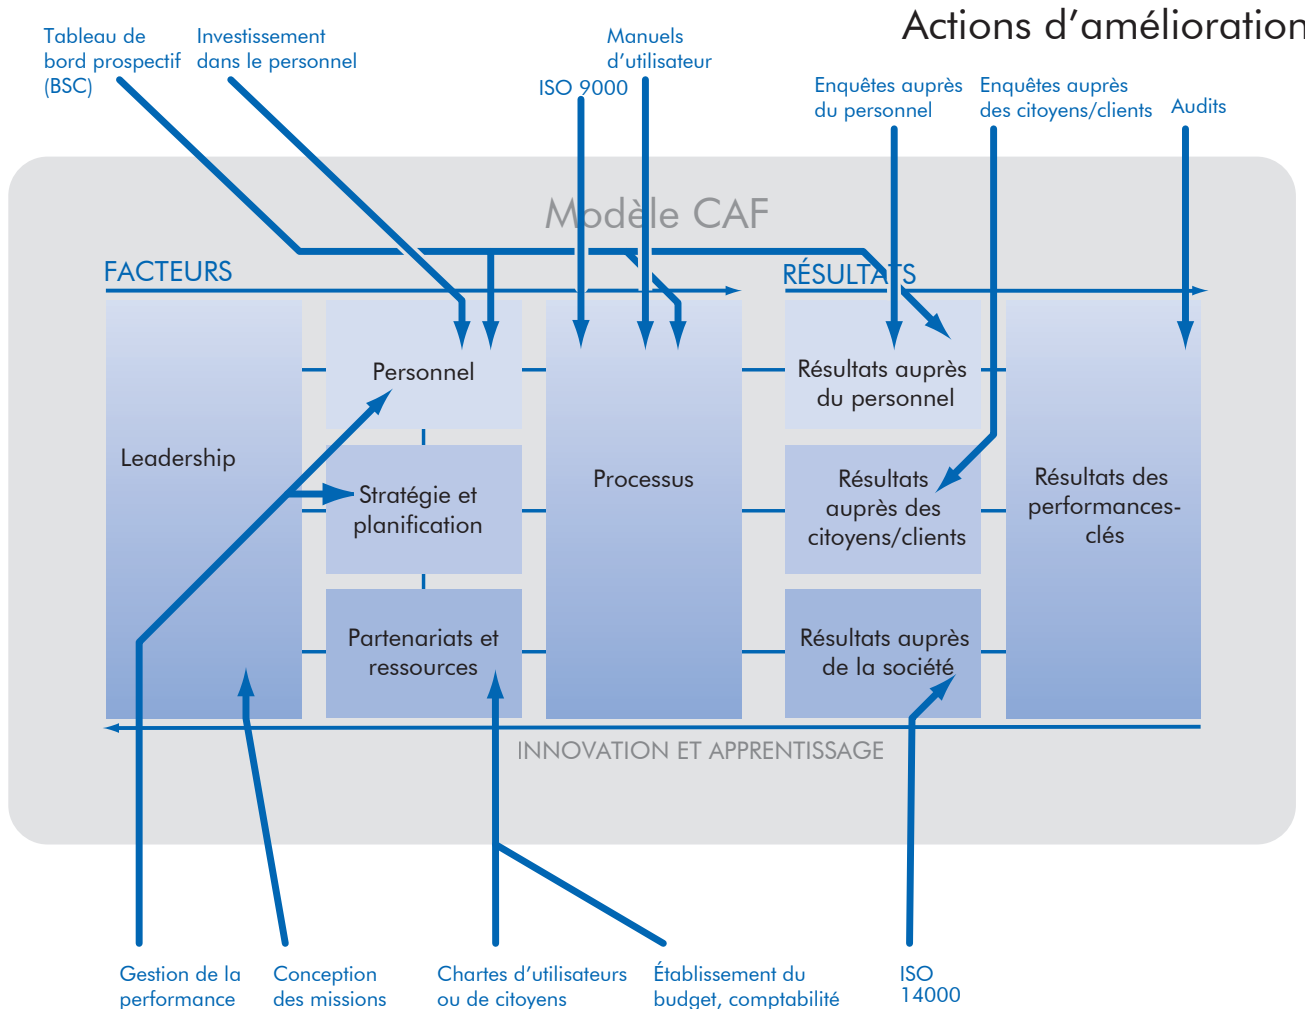 Actions d’amélioration
Tableau de
bord prospectif
(BSC)
Investissement
dans le personnel
ISO 9000
Manuels
d’utilisateur
Enquêtes auprès
du personnel
Enquêtes auprès
des citoyens/clients
Audits
Modèle CAF
FACTEURS
RÉSULTATS
Leadership
Personnel
Stratégie et
planification
Partenariats et
ressources
Processus
Résultats auprès
du personnel
Résultats
auprès des
citoyens/clients
Résultats auprès
de la société
Résultats des
performances-
clés
INNOVATION ET APPRENTISSAGE
Gestion de la
performance
Conception
des missions
Chartes d’utilisateurs
ou de citoyens
Établissement du
budget, comptabilité
ISO
14000